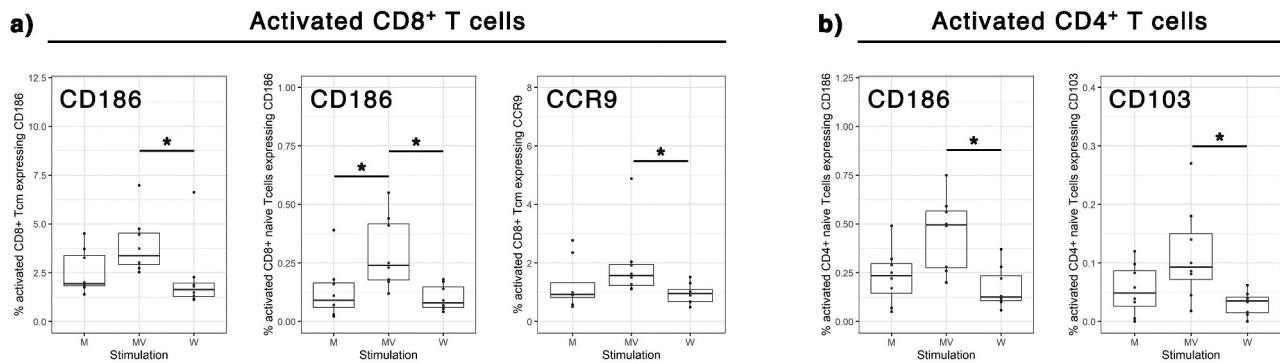 a)
Activated CD8⁺ T cells
% activated CD8+ Tcm expressing CD186
12.5
10.0
7.5
5.0
2.5
0.0
CD186
*
M MV W
Stimulation
% activated CD8+ naive Tcells expressing CD186
1.00
0.75
0.50
0.25
0.00
CD186
*
*
M MV W
Stimulation
% activated CD8+ Tcm expressing CCR9
8
6
4
2
0
CCR9
*
M MV W
Stimulation
b)
Activated CD4⁺ T cells
% activated CD4+ naive Tcells expressing CD186
1.25
1.00
0.75
0.50
0.25
0.00
CD186
*
M MV W
Stimulation
% activated CD4+ naive Tcells expressing CD103
0.4
0.3
0.2
0.1
0.0
CD103
*
M MV W
Stimulation